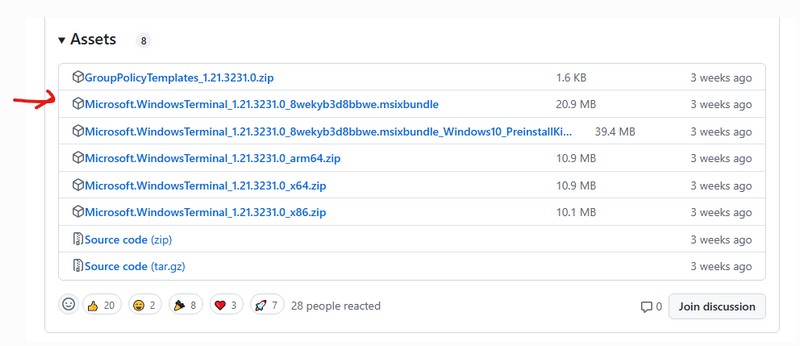 Assets 8
GroupPolicyTemplates_1.21.3231.0.zip 1.6 KB 3 weeks ago
Microsoft.WindowsTerminal_1.21.3231.0_8wekyb3d8bbwe.msixbundle 20.9 MB 3 weeks ago
Microsoft.WindowsTerminal_1.21.3231.0_8wekyb3d8bbwe.msixbundle_Windows10_PreinstallKi... 39.4 MB 3 weeks ago
Microsoft.WindowsTerminal_1.21.3231.0_arm64.zip 10.9 MB 3 weeks ago
Microsoft.WindowsTerminal_1.21.3231.0_x64.zip 10.9 MB 3 weeks ago
Microsoft.WindowsTerminal_1.21.3231.0_x86.zip 10.1 MB 3 weeks ago
Source code (zip) 3 weeks ago
Source code (tar.gz) 3 weeks ago
20 2 8 3 7 28 people reacted 0 Join discussion